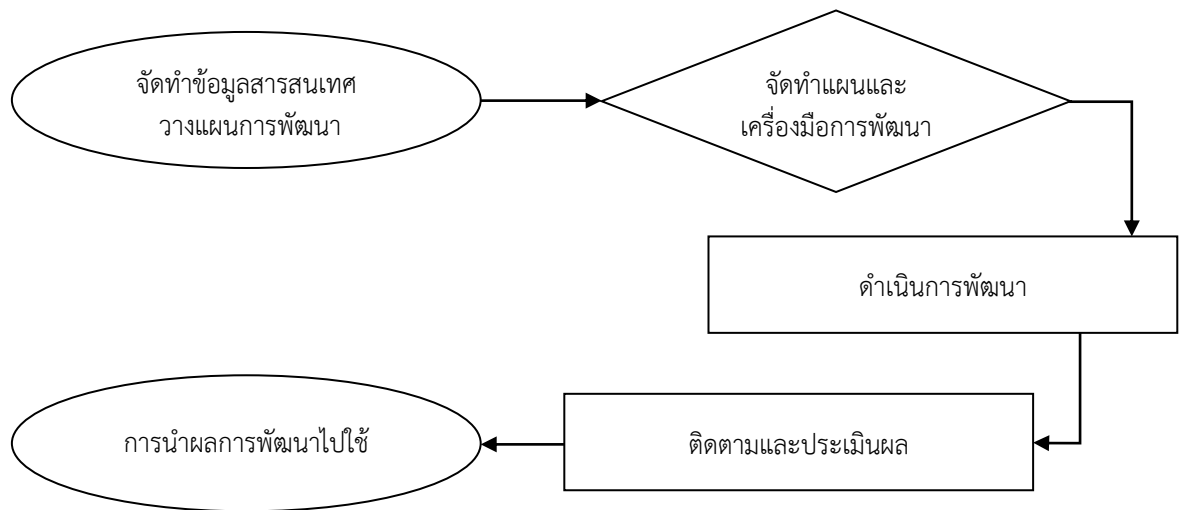 จัดทำข้อมูลสารสนเทศ
วางแผนการพัฒนา
จัดทำแผนและ
เครื่องมือการพัฒนา
ดำเนินการพัฒนา
ติดตามและประเมินผล
การนำผลการพัฒนาไปใช้